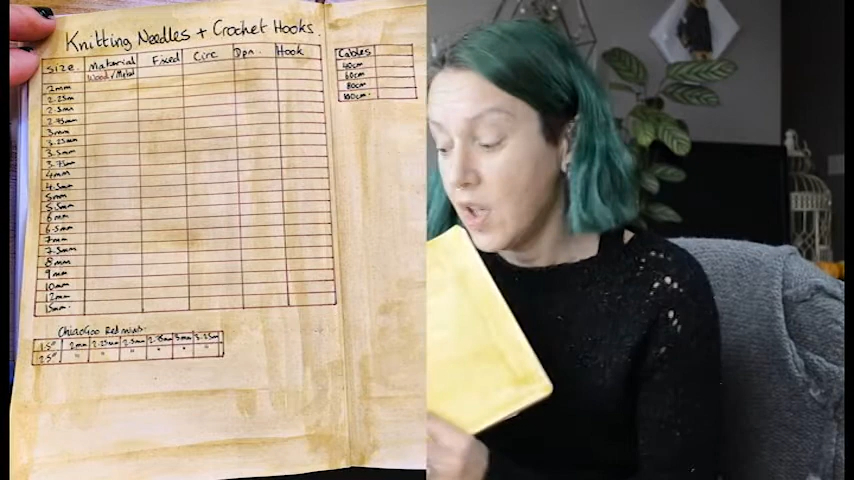 Knitting Needles + Crochet Hooks.
Size. Material Fixed Circ Dpn. Hook
Wood/Metal
2mm
2.25mm
2.5mm
2.75mm
3mm
3.25mm
3.5mm
3.75mm
4mm
4.5mm
5mm
5.5mm
6mm
6.5mm
7mm
7.5mm
8mm
9mm
10mm
12mm
15mm.
Cables
40cm
60cm
80cm
100cm.
ChiaoGoo Red minis.
1.5" 2mm 2.25mm 2.5mm 2.75mm 3mm 3.25mm
2.5" " " " " " "